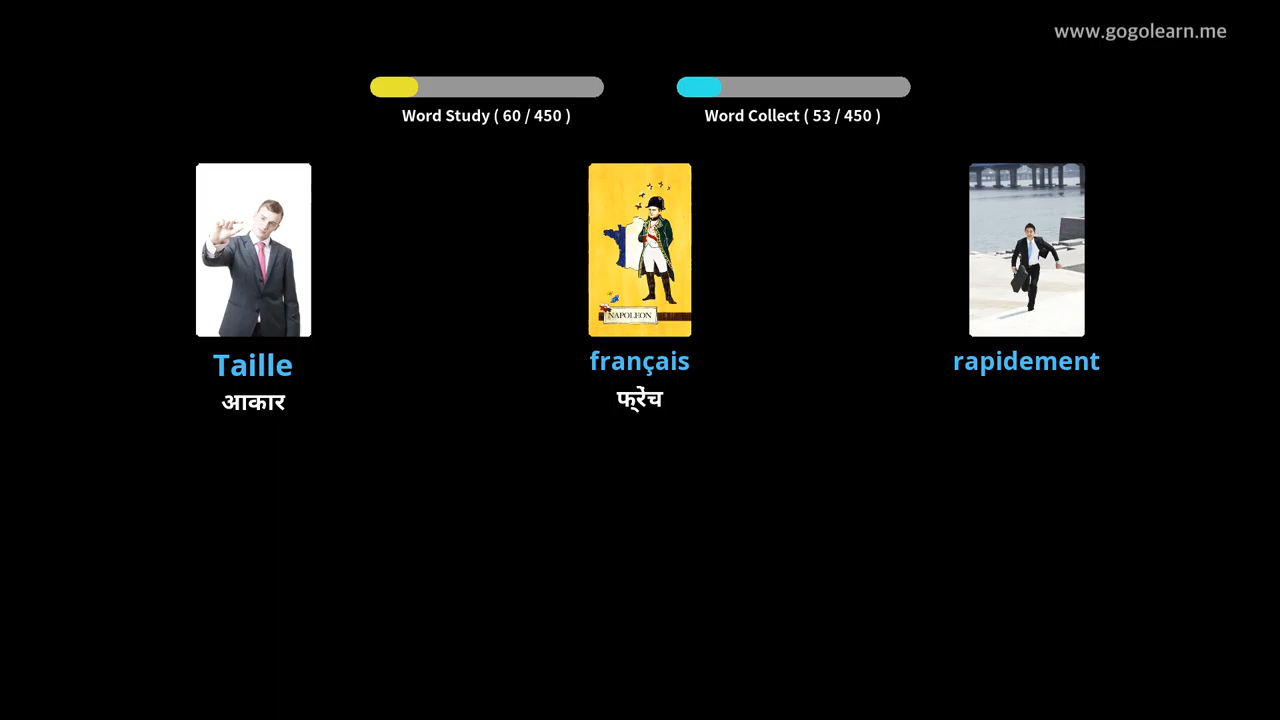 www.gogolearn.me
Word Study ( 60 / 450 )
Word Collect ( 53 / 450 )
NAPOLEON
Taille
français
rapidement
आकार
फ्रेंच